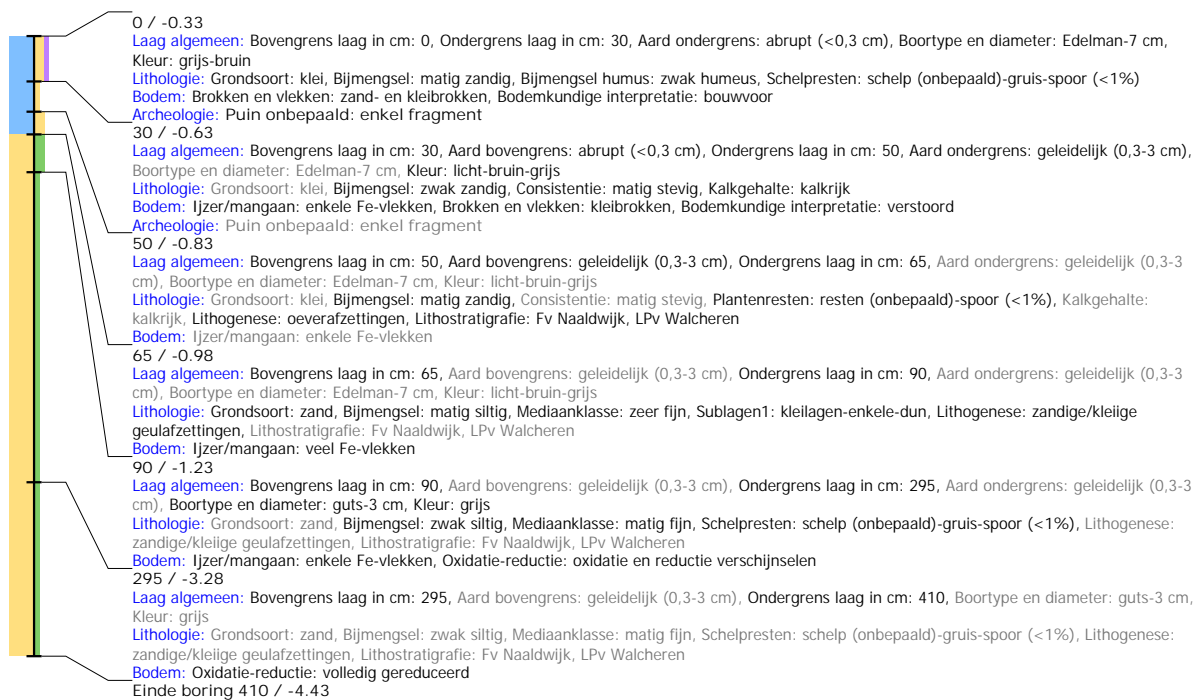 0 / -0.33
Laag algemeen: Bovengrens laag in cm: 0, Ondergrens laag in cm: 30, Aard ondergrens: abrupt (<0,3 cm), Boortype en diameter: Edelman-7 cm,
Kleur: grijs-bruin
Lithologie: Grondsoort: klei, Bijmengsel: matig zandig, Bijmengsel humus: zwak humeus, Schelpresten: schelp (onbepaald)-gruis-spoor (<1%)
Bodem: Brokken en vlekken: zand- en kleibrokken, Bodemkundige interpretatie: bouwvoor
Archeologie: Puin onbepaald: enkel fragment
30 / -0.63
Laag algemeen: Bovengrens laag in cm: 30, Aard bovengrens: abrupt (<0,3 cm), Ondergrens laag in cm: 50, Aard ondergrens: geleidelijk (0,3-3 cm),
Boortype en diameter: Edelman-7 cm, Kleur: licht-bruin-grijs
Lithologie: Grondsoort: klei, Bijmengsel: zwak zandig, Consistentie: matig stevig, Kalkgehalte: kalkrijk
Bodem: Ijzer/mangaan: enkele Fe-vlekken, Brokken en vlekken: kleibrokken, Bodemkundige interpretatie: verstoord
Archeologie: Puin onbepaald: enkel fragment
50 / -0.83
Laag algemeen: Bovengrens laag in cm: 50, Aard bovengrens: geleidelijk (0,3-3 cm), Ondergrens laag in cm: 65, Aard ondergrens: geleidelijk (0,3-3
cm), Boortype en diameter: Edelman-7 cm, Kleur: licht-bruin-grijs
Lithologie: Grondsoort: klei, Bijmengsel: matig zandig, Consistentie: matig stevig, Plantenresten: resten (onbepaald)-spoor (<1%), Kalkgehalte:
kalkrijk, Lithogenese: oeverafzettingen, Lithostratigrafie: Fv Naaldwijk, LPv Walcheren
Bodem: Ijzer/mangaan: enkele Fe-vlekken
65 / -0.98
Laag algemeen: Bovengrens laag in cm: 65, Aard bovengrens: geleidelijk (0,3-3 cm), Ondergrens laag in cm: 90, Aard ondergrens: geleidelijk (0,3-3
cm), Boortype en diameter: Edelman-7 cm, Kleur: licht-bruin-grijs
Lithologie: Grondsoort: zand, Bijmengsel: matig siltig, Mediaanklasse: zeer fijn, Sublagen1: kleilagen-enkele-dun, Lithogenese: zandige/kleiige
geulafzettingen, Lithostratigrafie: Fv Naaldwijk, LPv Walcheren
Bodem: Ijzer/mangaan: veel Fe-vlekken
90 / -1.23
Laag algemeen: Bovengrens laag in cm: 90, Aard bovengrens: geleidelijk (0,3-3 cm), Ondergrens laag in cm: 295, Aard ondergrens: geleidelijk (0,3-3
cm), Boortype en diameter: guts-3 cm, Kleur: grijs
Lithologie: Grondsoort: zand, Bijmengsel: zwak siltig, Mediaanklasse: matig fijn, Schelpresten: schelp (onbepaald)-gruis-spoor (<1%), Lithogenese:
zandige/kleiige geulafzettingen, Lithostratigrafie: Fv Naaldwijk, LPv Walcheren
Bodem: Ijzer/mangaan: enkele Fe-vlekken, Oxidatie-reductie: oxidatie en reductie verschijnselen
295 / -3.28
Laag algemeen: Bovengrens laag in cm: 295, Aard bovengrens: geleidelijk (0,3-3 cm), Ondergrens laag in cm: 410, Boortype en diameter: guts-3 cm,
Kleur: grijs
Lithologie: Grondsoort: zand, Bijmengsel: zwak siltig, Mediaanklasse: matig fijn, Schelpresten: schelp (onbepaald)-gruis-spoor (<1%), Lithogenese:
zandige/kleiige geulafzettingen, Lithostratigrafie: Fv Naaldwijk, LPv Walcheren
Bodem: Oxidatie-reductie: volledig gereduceerd
Einde boring 410 / -4.43